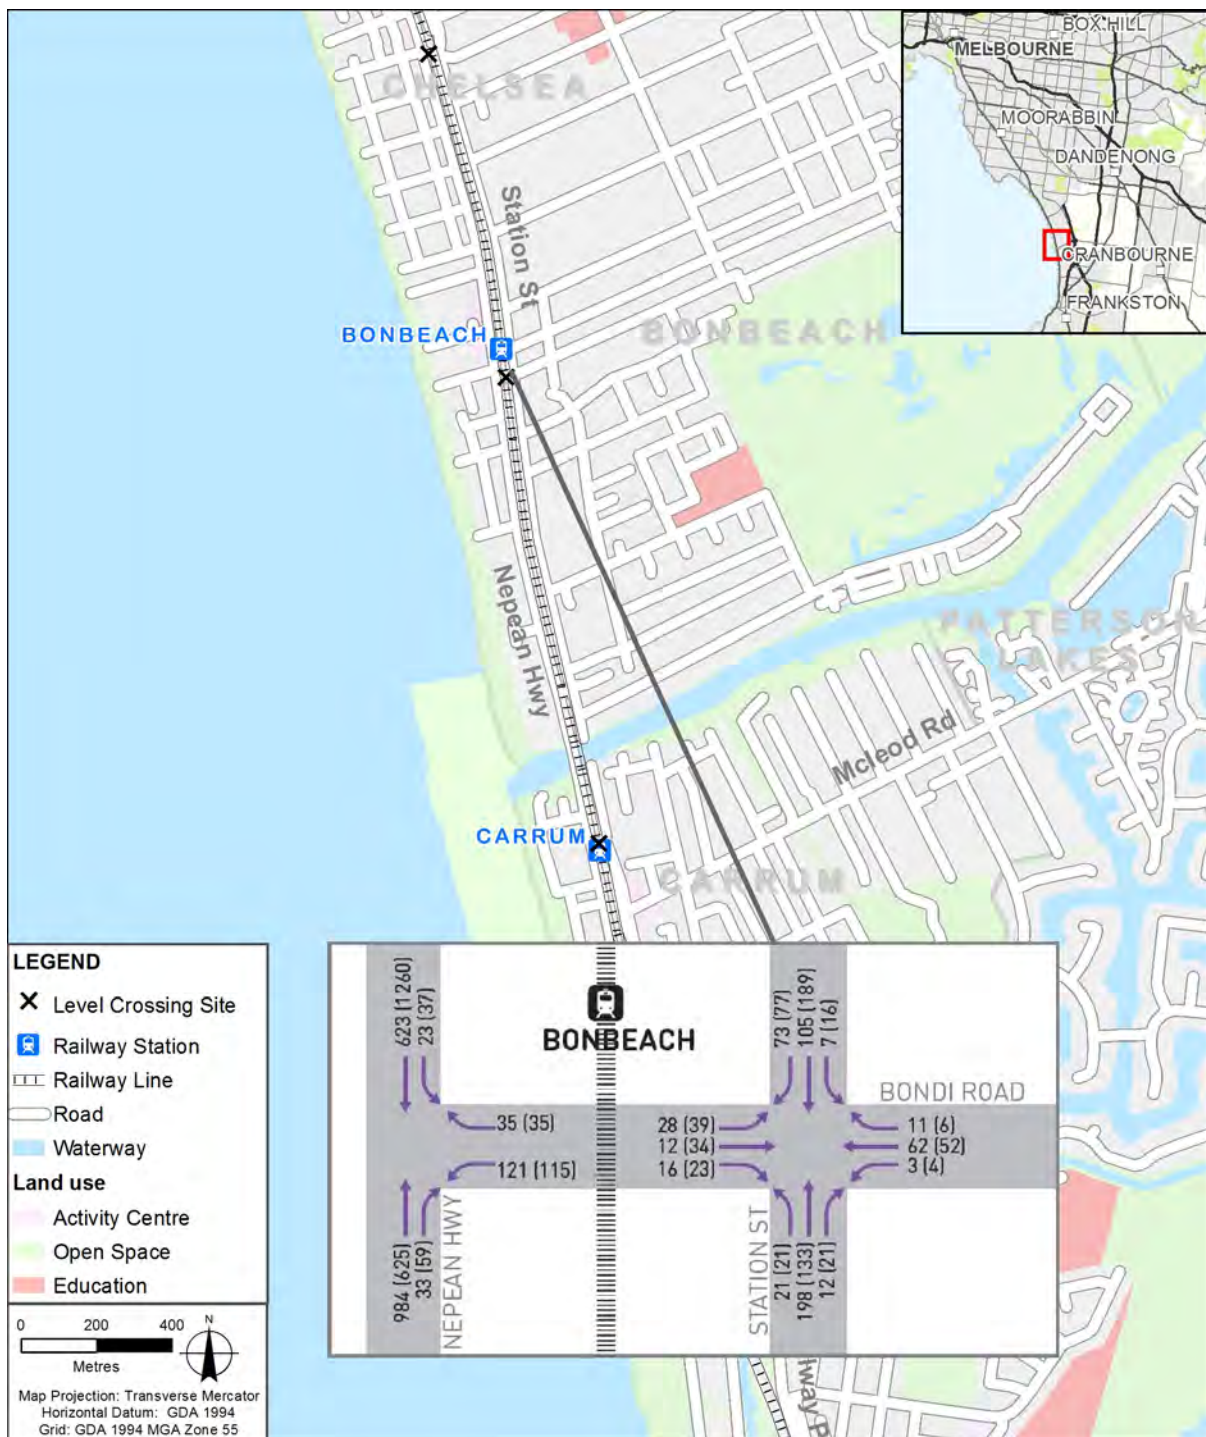 CHELSEA
Station St
BONBEACH
BONBEACH
BOX HILL
MELBOURNE
MOORABBIN
DANDENONG
CRANBOURNE
FRANKSTON
Nepean Hwy
PATTERSON
LAKES
Mcleod Rd
CARRUM
CARRUM
LEGEND
Level Crossing Site
Railway Station
Railway Line
Road
Waterway
Land use
Activity Centre
Open Space
Education
0 200 400
Metres
N
Map Projection: Transverse Mercator
Horizontal Datum: GDA 1994
Grid: GDA 1994 MGA Zone 55
623 (1260)
23 (37)
BONBEACH
73 (77)
105 (189)
7 (16)
BONDI ROAD
35 (35)
121 (115)
28 (39)
12 (34)
16 (23)
11 (6)
62 (52)
3 (4)
984 (625)
33 (59)
NEPEAN HWY
STATION ST
21 (21)
198 (133)
12 (21)
lway P